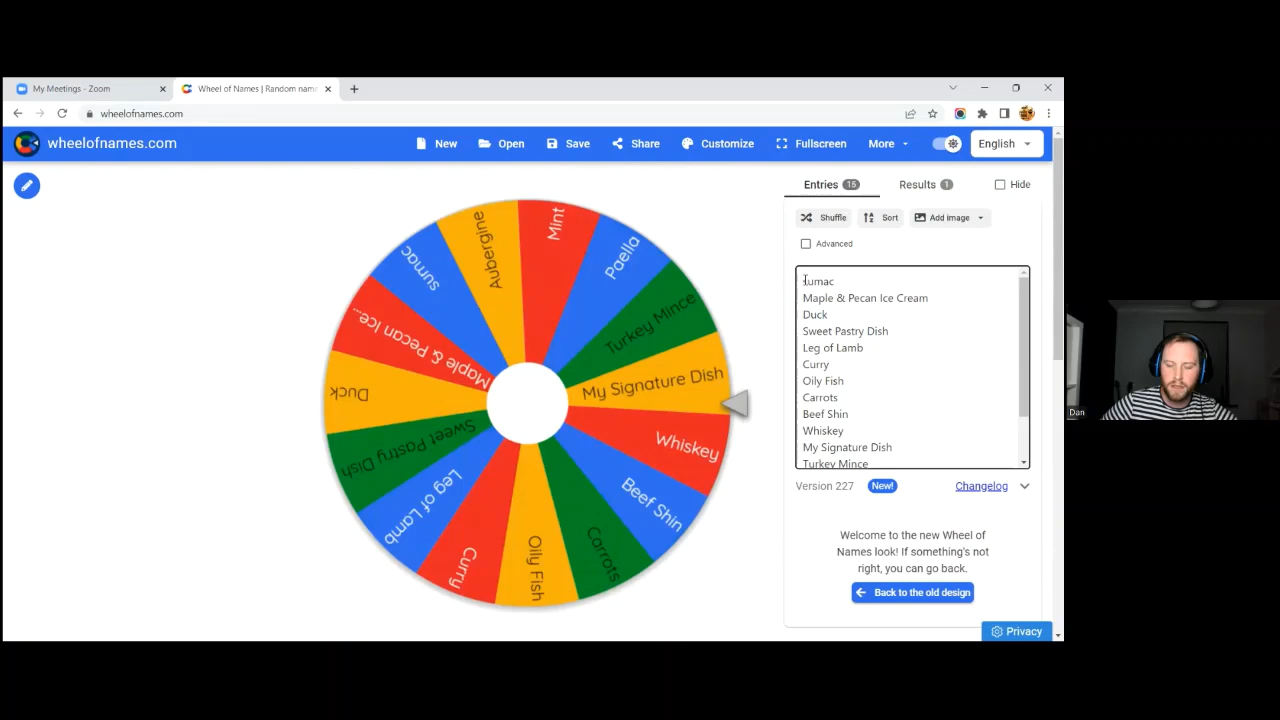 My Meetings - Zoom
Wheel of Names | Random name
wheelofnames.com
wheelofnames.com
New
Open
Save
Share
Customize
Fullscreen
More
English
Entries 15
Results 1
Hide
Shuffle
Sort
Add image
Advanced
sumac
Maple & Pecan Ice Cream
Duck
Sweet Pastry Dish
Leg of Lamb
Curry
Oily Fish
Carrots
Beef Shin
Whiskey
My Signature Dish
Turkey Mince
Version 227
New!
Changelog
Welcome to the new Wheel of
Names look! If something's not
right, you can go back.
Back to the old design
Privacy
Mint
Paella
Turkey Mince
My Signature Dish
Whiskey
Beef Shin
Carrots
Oily Fish
Curry
Leg of Lamb
Sweet Pastry Dish
Duck
Maple & Pecan Ice...
sumac
Aubergine
Dan